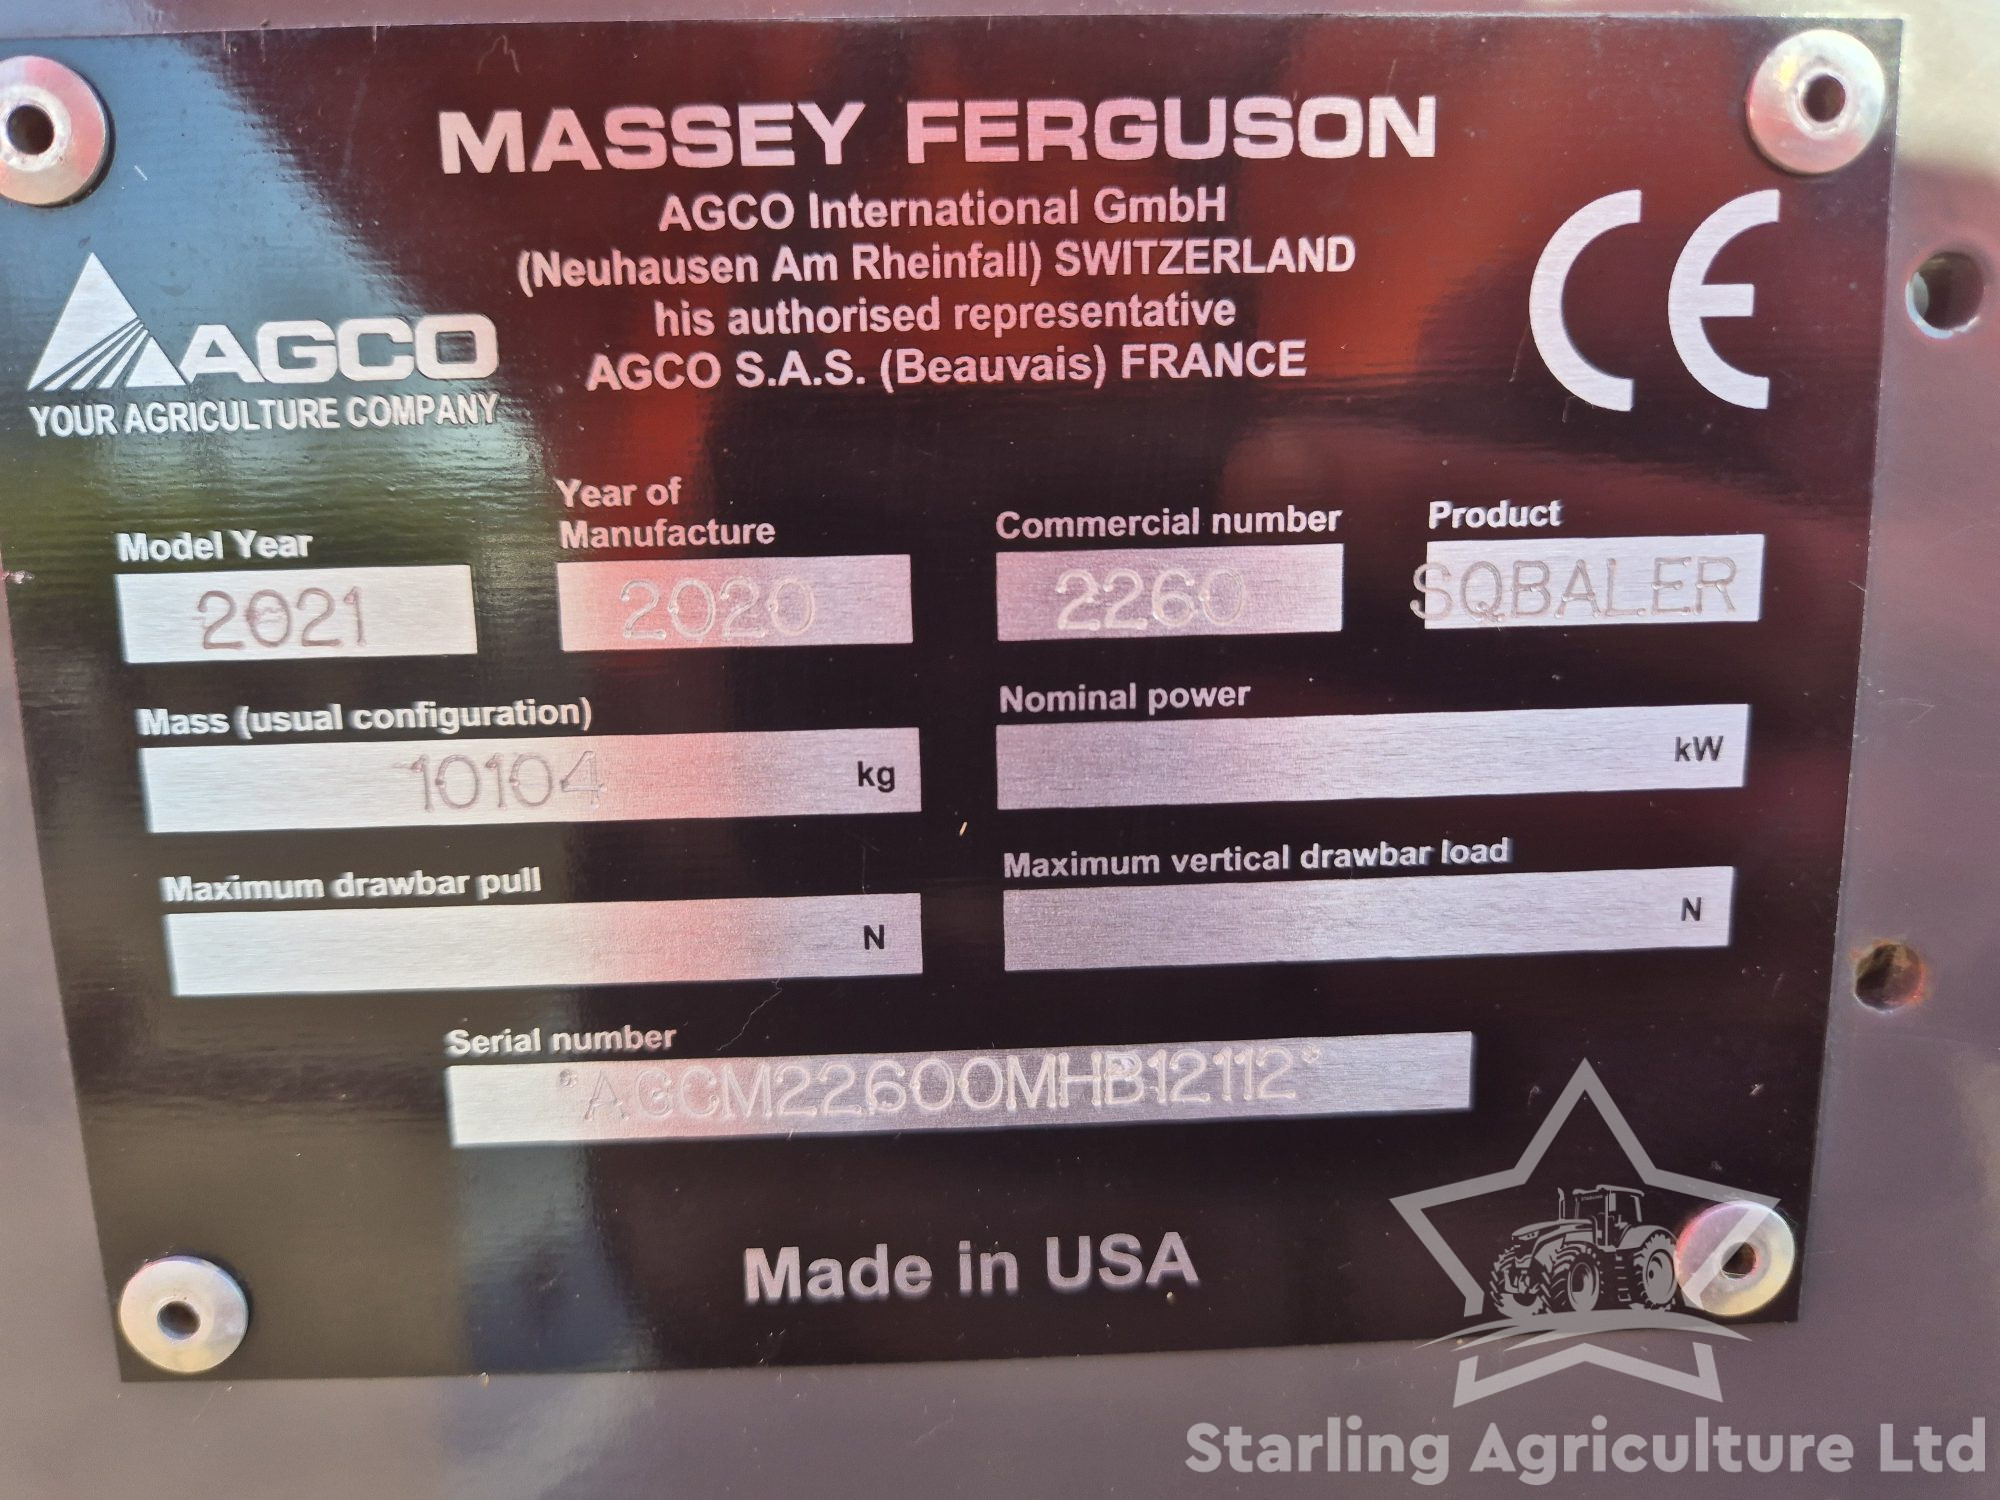 MASSEY FERGUSON
AGCO International GmbH
(Neuhausen Am Rheinfall) SWITZERLAND
his authorised representative
AGCO S.A.S. (Beauvais) FRANCE
CE
AGCO
YOUR AGRICULTURE COMPANY
Model Year
2021
Year of
Manufacture
2020
Commercial number
2260
Product
SQBALER
Mass (usual configuration)
10104 kg
Nominal power
kW
Maximum drawbar pull
N
Maximum vertical drawbar load
N
Serial number
*AGCM22600MHB12112*
Made in USA
Starling Agriculture Ltd